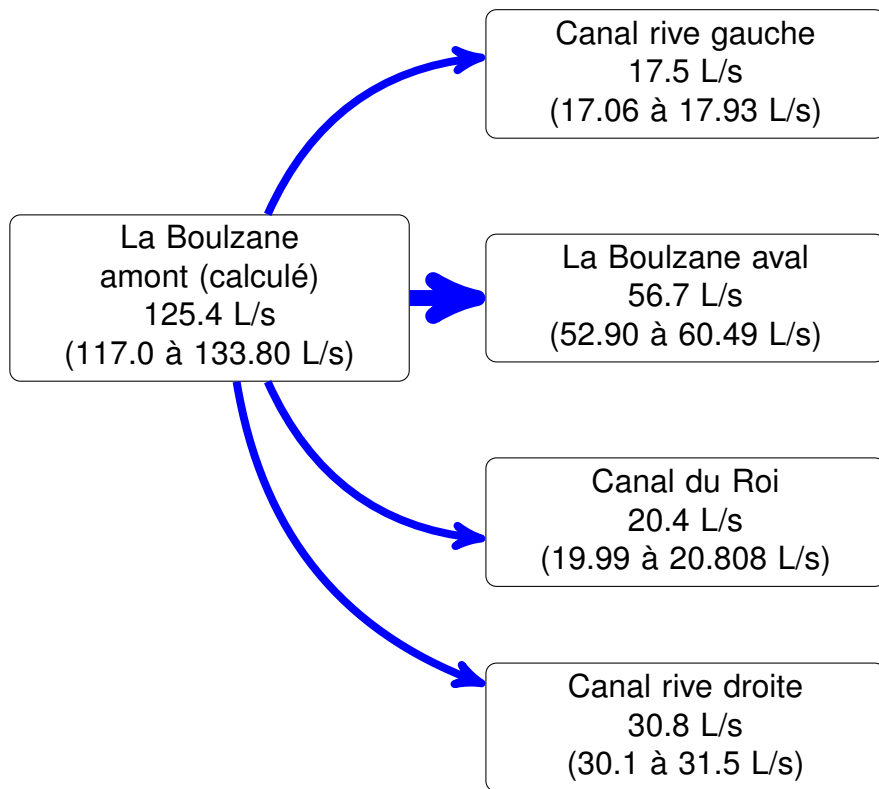 Canal rive gauche
17.5 L/s
(17.06 à 17.93 L/s)
La Boulzane
amont (calculé)
125.4 L/s
(117.0 à 133.80 L/s)
La Boulzane aval
56.7 L/s
(52.90 à 60.49 L/s)
Canal du Roi
20.4 L/s
(19.99 à 20.808 L/s)
Canal rive droite
30.8 L/s
(30.1 à 31.5 L/s)